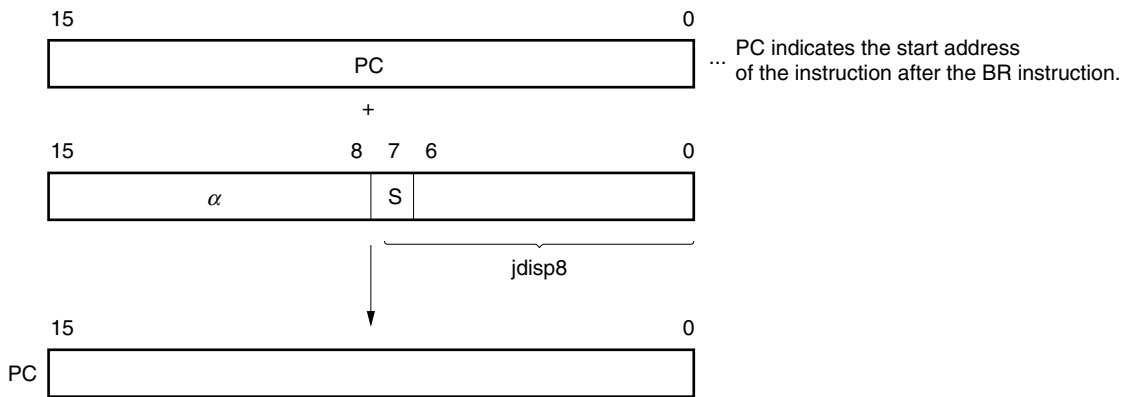 15 0
PC
... PC indicates the start address
of the instruction after the BR instruction.
+
15 8 7 6 0
α S
jdisp8
15 0
PC